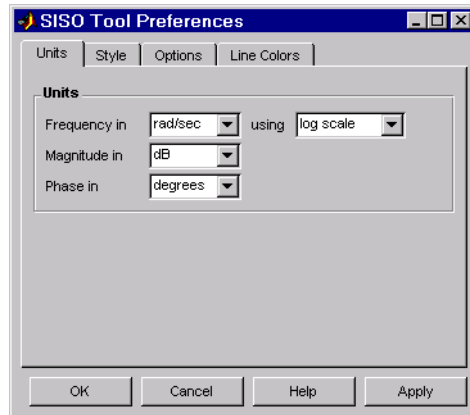 SISO Tool Preferences
Units Style Options Line Colors
Units
Frequency in rad/sec using log scale
Magnitude in dB
Phase in degrees
OK Cancel Help Apply